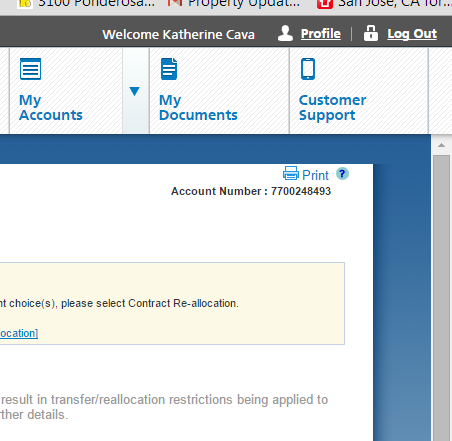 S100 Ponderosa... Property Updat... San Jose, CA for...
Welcome Katherine Cava Profile | Log Out
My Accounts
My Documents
Customer Support
Print ?
Account Number : 7700248493
nt choice(s), please select Contract Re-allocation.
ocation]
result in transfer/reallocation restrictions being applied to
rther details.